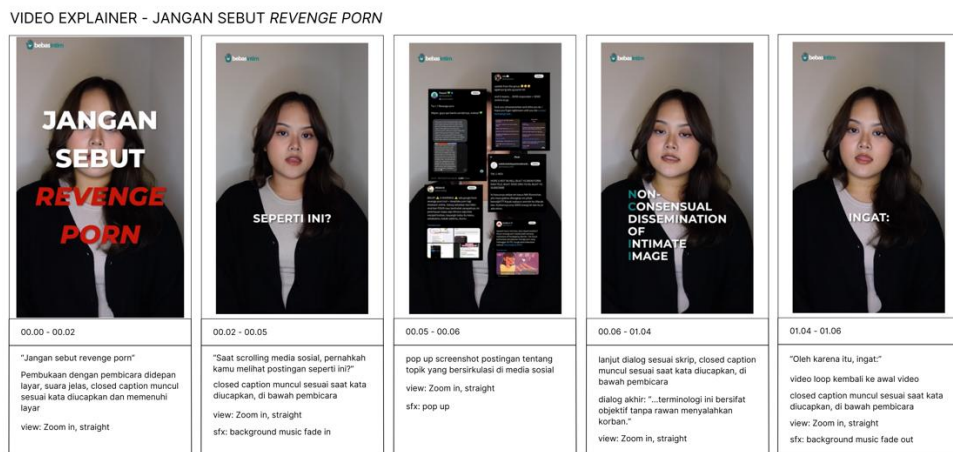 VIDEO EXPLAINER - JANGAN SEBUT REVENGE PORN
bebasintim
JANGAN
SEBUT
REVENGE
PORN
00.00 - 00.02
"Jangan sebut revenge porn"
Pembukaan dengan pembicara didepan
layar, suara jelas, closed caption muncul
sesuai kata diucapkan dan memenuhi
layar
view: Zoom in, straight
bebasintim
SEPERTI INI?
00.02 - 00.05
"Saat scrolling media sosial, pernahkah
kamu melihat postingan seperti ini?"
closed caption muncul sesuai saat kata
diucapkan, di bawah pembicara
view: Zoom in, straight
sfx: background music fade in
bebasintim
00.05 - 00.06
pop up screenshot postingan tentang
topik yang bersirkulasi di media sosial
view: Zoom in, straight
sfx: pop up
bebasintim
NON-
CONSENSUAL
DISSEMINATION
OF
INTIMATE
IMAGE
00.06 - 01.04
lanjut dialog sesuai skrip, closed caption
muncul sesuai saat kata diucapkan, di
bawah pembicara
dialog akhir: "...terminologi ini bersifat
objektif tanpa rawan menyalahkan
korban."
view: Zoom in, straight
bebasintim
INGAT:
01.04 - 01.06
"Oleh karena itu, ingat:"
video loop kembali ke awal video
closed caption muncul sesuai saat kata
diucapkan, di bawah pembicara
view: Zoom in, straight
sfx: background music fade out